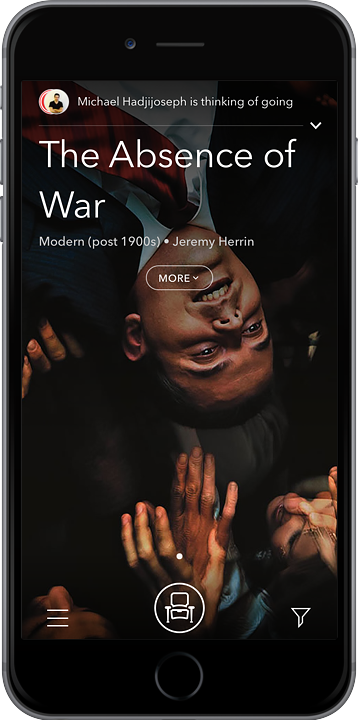 Michael Hadjijoseph is thinking of going
The Absence of
War
Modern (post 1900s) • Jeremy Herrin
MORE